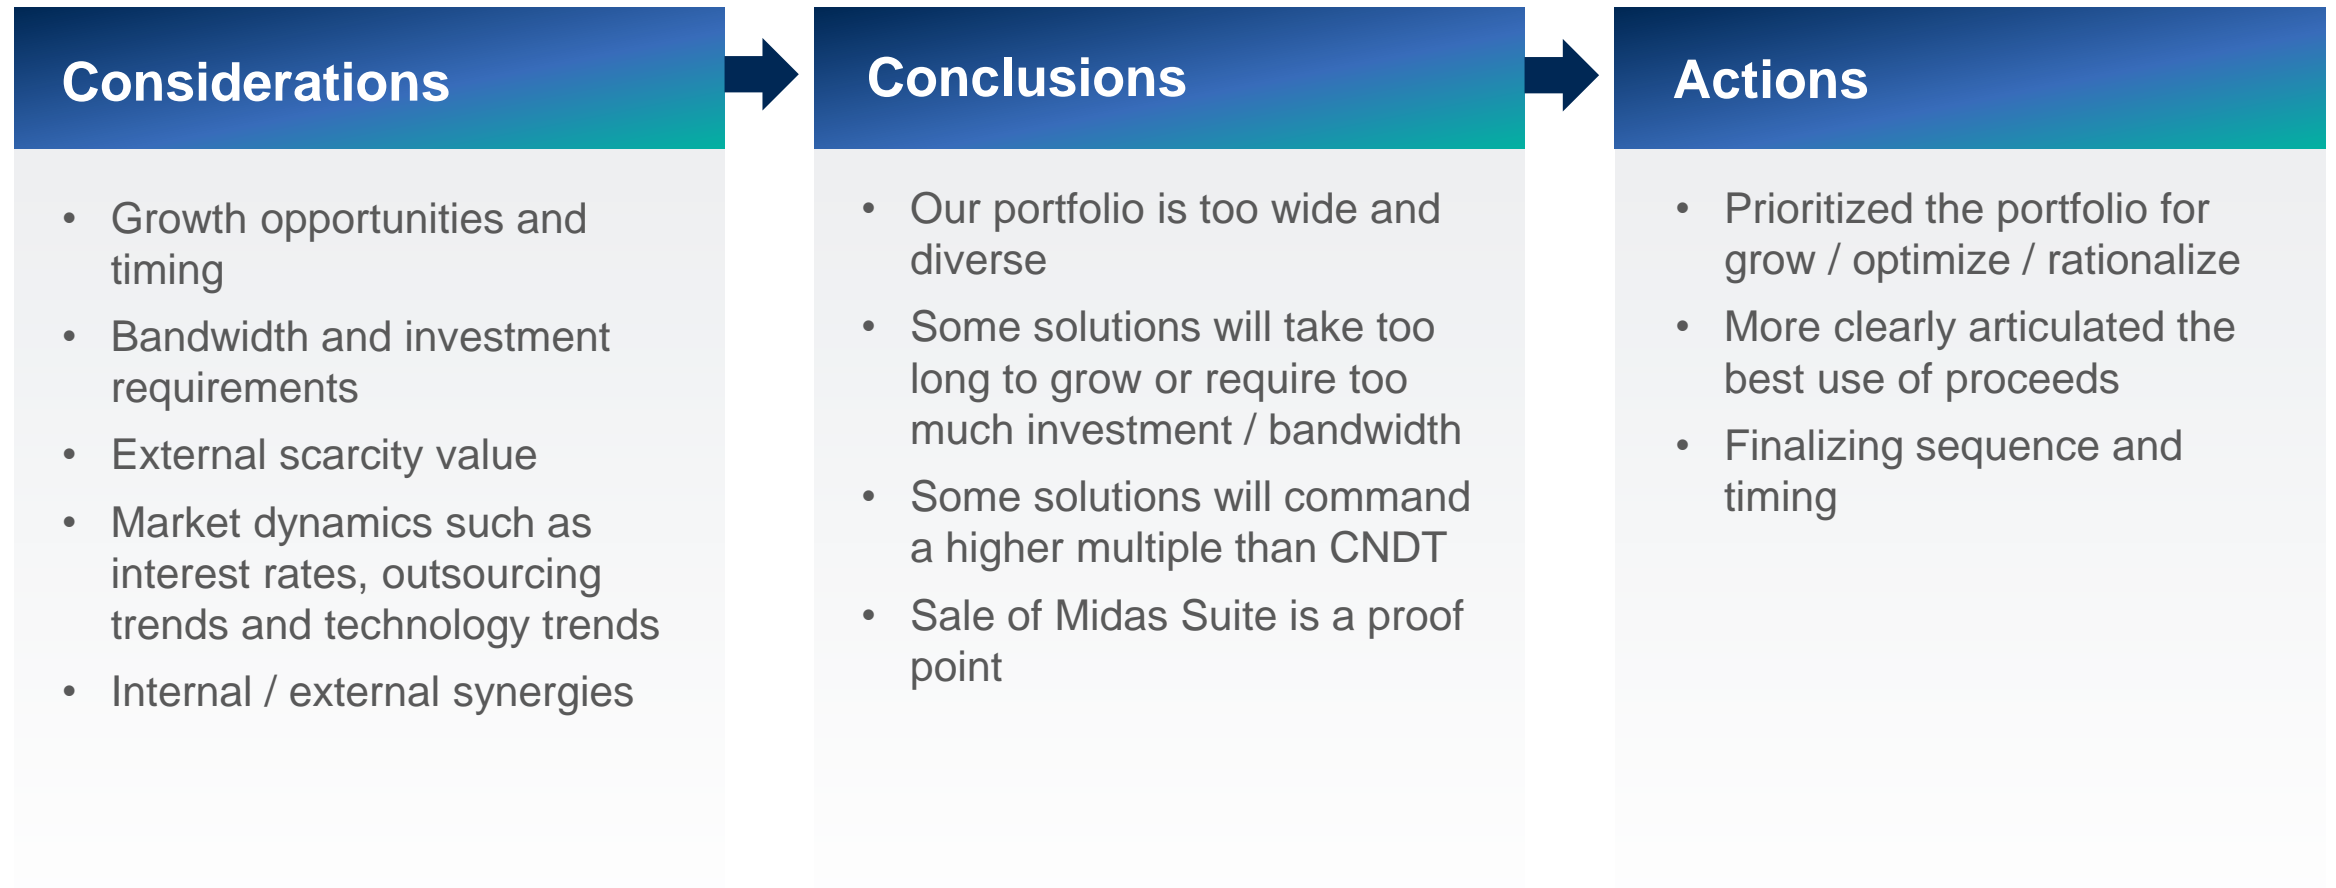 Considerations
• Growth opportunities and
timing
• Bandwidth and investment
requirements
• External scarcity value
• Market dynamics such as
interest rates, outsourcing
trends and technology trends
• Internal / external synergies
Conclusions
• Our portfolio is too wide and
diverse
• Some solutions will take too
long to grow or require too
much investment / bandwidth
• Some solutions will command
a higher multiple than CNDT
• Sale of Midas Suite is a proof
point
Actions
• Prioritized the portfolio for
grow / optimize / rationalize
• More clearly articulated the
best use of proceeds
• Finalizing sequence and
timing